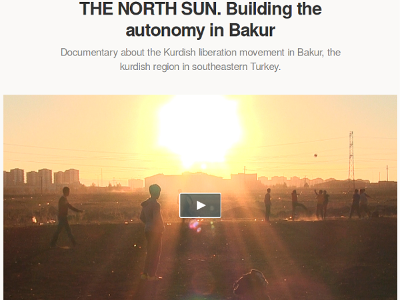 THE NORTH SUN. Building the
autonomy in Bakur
Documentary about the Kurdish liberation movement in Bakur, the
kurdish region in southeastern Turkey.